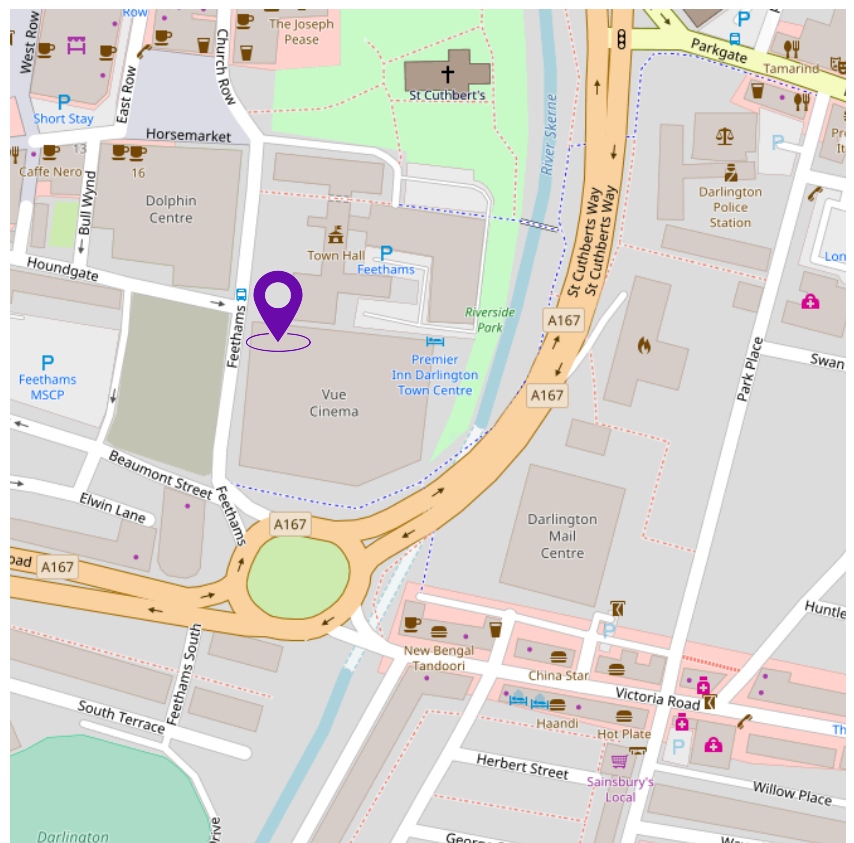 Row
The Joseph
Pease
West Row
East Row
Church Row
Parkgate
Tamarind
P
P
Short Stay
St Cuthbert's
River Skerne
Horsemarket
13
16
Caffe Nero
Bull Wynd
Dolphin
Centre
P
Darlington
Police
Station
St Cuthberts Way
St Cuthberts Way
Town Hall
P
Feethams
Houndgate
Feethams
Riverside
Park
A167
P
Feethams
MSCP
Premier
Inn Darlington
Town Centre
Vue
Cinema
A167
Park Place
Swan
Beaumont Street
Elwin Lane
Feethams
A167
Darlington
Mail
Centre
oad
A167
Huntle
P
New Bengal
Tandoori
China Star
Feethams South
South Terrace
Victoria Road
Haandi
Hot Plate
P
Th
Herbert Street
Sainsbury's
Local
Willow Place
Drive
Darlington